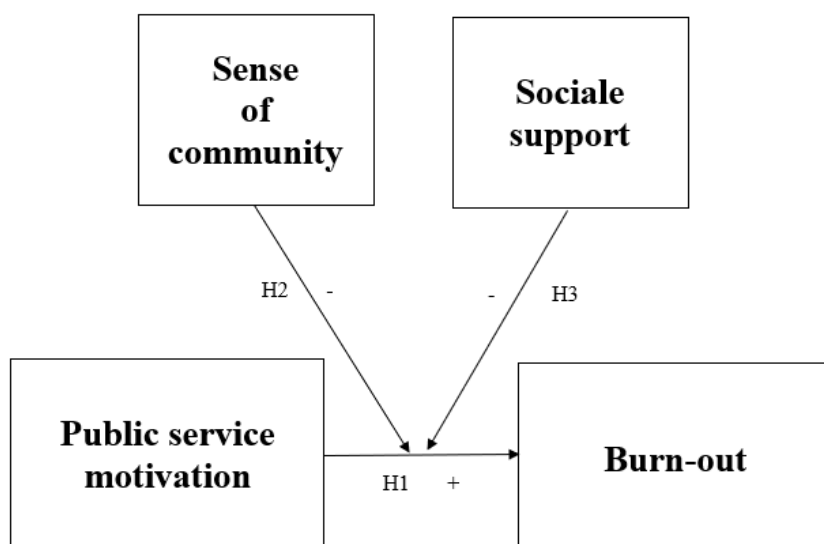 Sense
of
community
Sociale
support
H2 -
- H3
Public service
motivation
H1 +
Burn-out